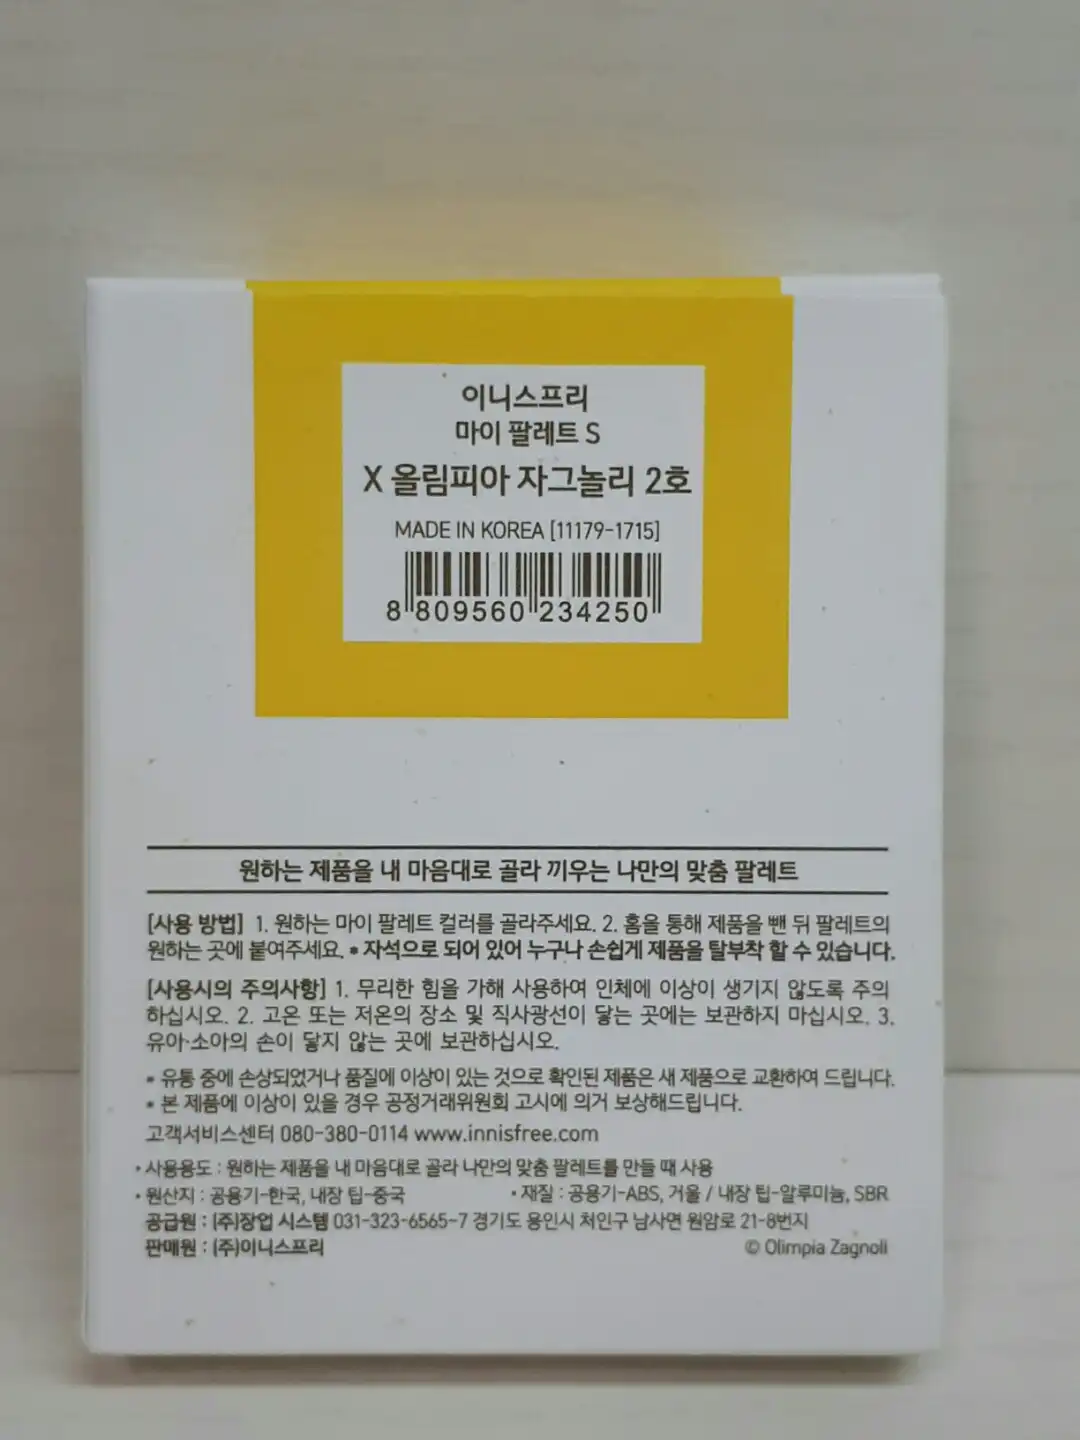 이니스프리
마이 팔레트 S
X 올림피아 자그놀리 2호
MADE IN KOREA [11179-1715]
8 809560 234250
원하는 제품을 내 마음대로 골라 끼우는 나만의 맞춤 팔레트
[사용 방법] 1. 원하는 마이 팔레트 컬러를 골라주세요. 2. 홈을 통해 제품을 뺀 뒤 팔레트의
원하는 곳에 붙여주세요. * 자석으로 되어 있어 누구나 손쉽게 제품을 탈부착 할 수 있습니다.
[사용시의 주의사항] 1. 무리한 힘을 가해 사용하여 인체에 이상이 생기지 않도록 주의
하십시오. 2. 고온 또는 저온의 장소 및 직사광선이 닿는 곳에는 보관하지 마십시오. 3.
유아·소아의 손이 닿지 않는 곳에 보관하십시오.
* 유통 중에 손상되었거나 품질에 이상이 있는 것으로 확인된 제품은 새 제품으로 교환하여 드립니다.
* 본 제품에 이상이 있을 경우 공정거래위원회 고시에 의거 보상해드립니다.
고객서비스센터 080-380-0114 www.innisfree.com
• 사용용도 : 원하는 제품을 내 마음대로 골라 나만의 맞춤 팔레트를 만들 때 사용
• 원산지 : 공용기-한국, 내장 팁-중국 • 재질 : 공용기-ABS, 거울 / 내장 팁-알루미늄, SBR
공급원 : (주)장업 시스템 031-323-6565~7 경기도 용인시 처인구 남사면 원암로 21-8번지
판매원 : (주)이니스프리 © Olimpia Zagnoli